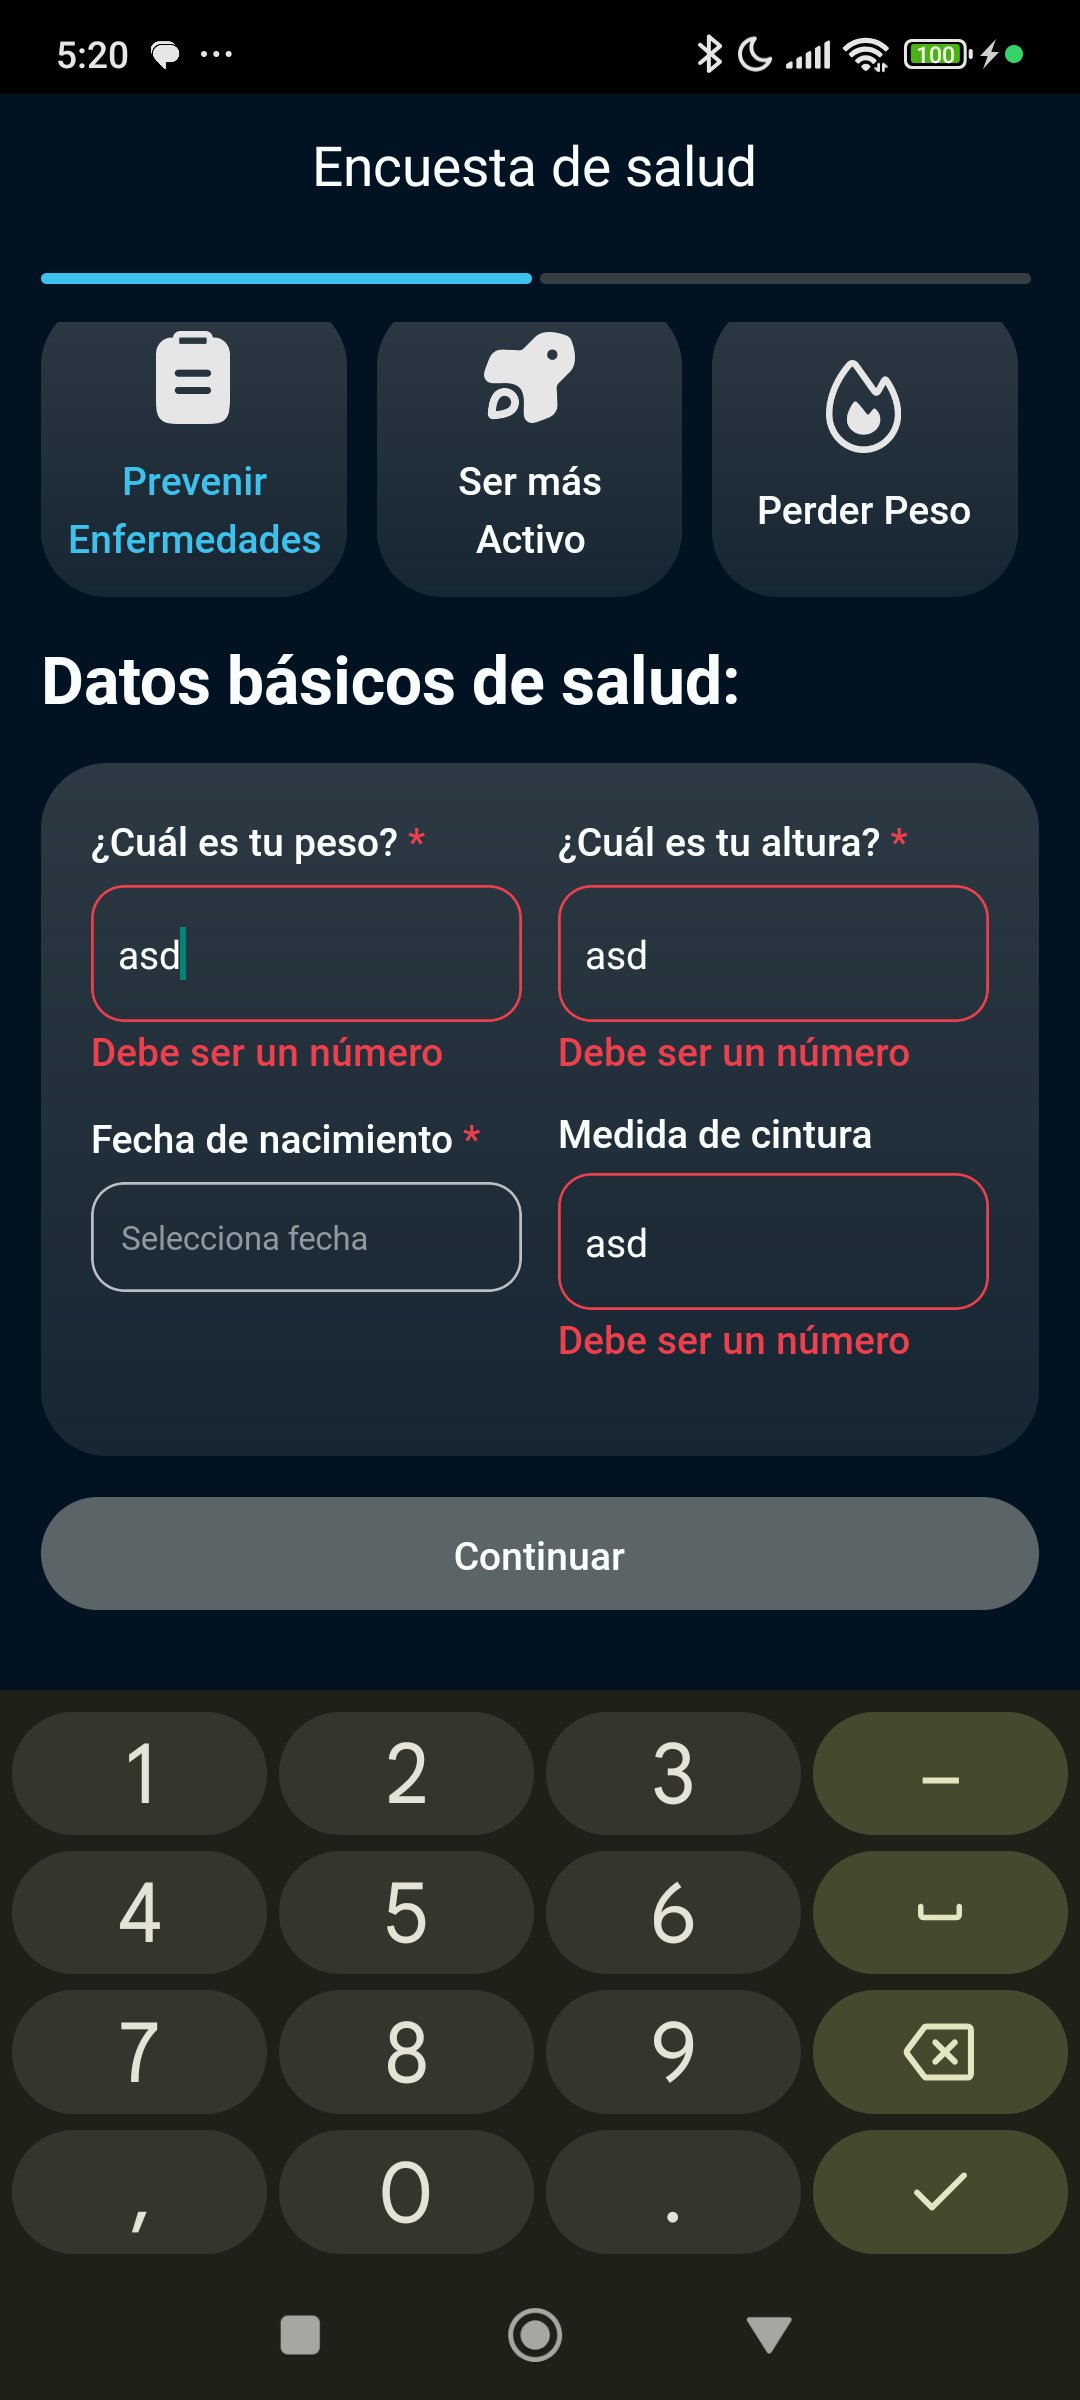 5:20
100
Encuesta de salud
Prevenir
Enfermedades
Ser más
Activo
Perder Peso
Datos básicos de salud:
¿Cuál es tu peso? *
¿Cuál es tu altura? *
asd
asd
Debe ser un número
Debe ser un número
Fecha de nacimiento *
Medida de cintura
Selecciona fecha
asd
Debe ser un número
Continuar
1 2 3 -
4 5 6
7 8 9
, 0 .